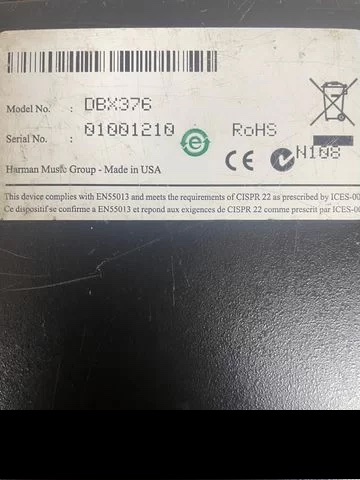 Model No. : DBX376
Serial No. : 01001210
RoHS
CE N108
Harman Music Group - Made in USA
This device complies with EN55013 and meets the requirements of CISPR 22 as prescribed by ICES-00
Ce dispositif se confirme a EN55013 et repond aux exigences de CISPR 22 comme prescrit par ICES-00